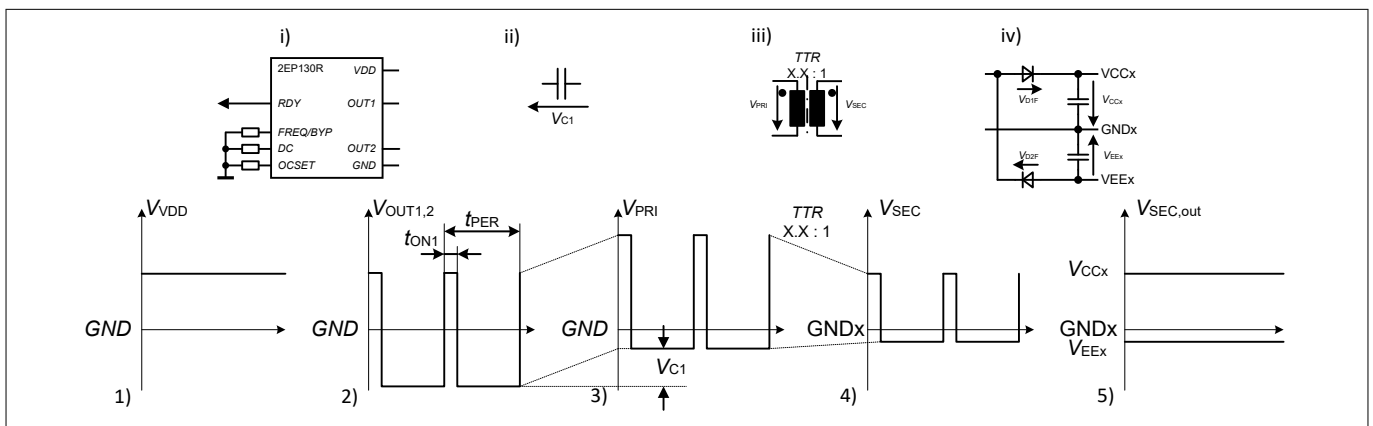 i)
ii)
iii)
iv)
2EP130R
VDD
RDY
OUT1
FREQ/BYP
DC
OUT2
OCSET
GND
VC1
TTR
X.X : 1
VPRI
VSEC
VCCx
VD1F
VCCx
GNDx
VD2F
VEEx
VEEx
VVDD
GND
1)
VOUT1,2
tPER
tON1
GND
2)
VPRI
GND
VC1
3)
TTR
X.X : 1
VSEC
GNDx
4)
VSEC,out
VCCx
GNDx
VEEx
5)